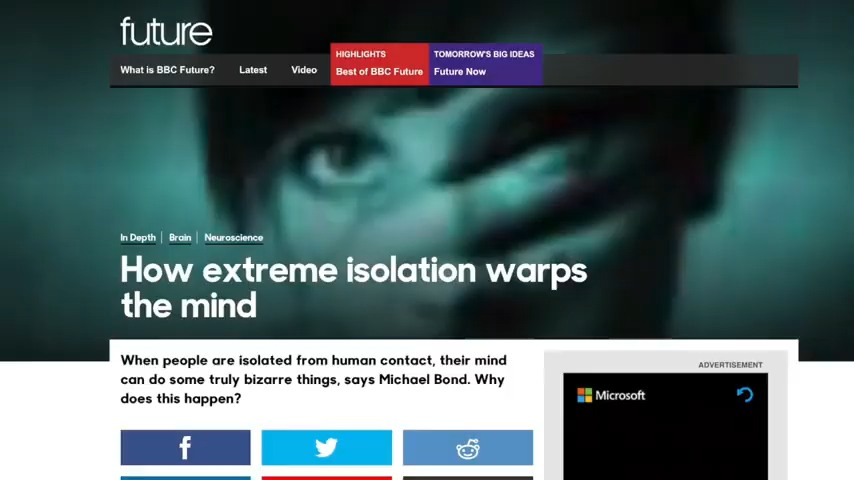 future
HIGHLIGHTS
TOMORROW'S BIG IDEAS
What is BBC Future?
Latest
Video
Best of BBC Future
Future Now
In Depth
Brain
Neuroscience
How extreme isolation warps
the mind
When people are isolated from human contact, their mind
can do some truly bizarre things, says Michael Bond. Why
does this happen?
ADVERTISEMENT
Microsoft